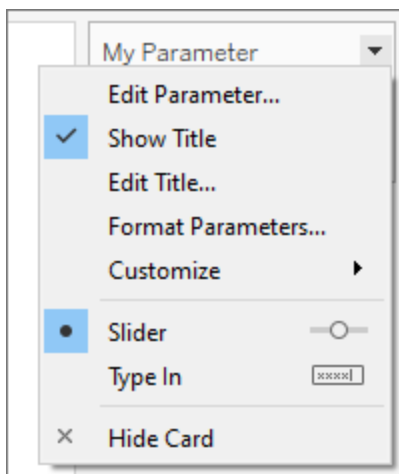 My Parameter
Edit Parameter...
Show Title
Edit Title...
Format Parameters...
Customize
Slider
Type In xxxx
Hide Card